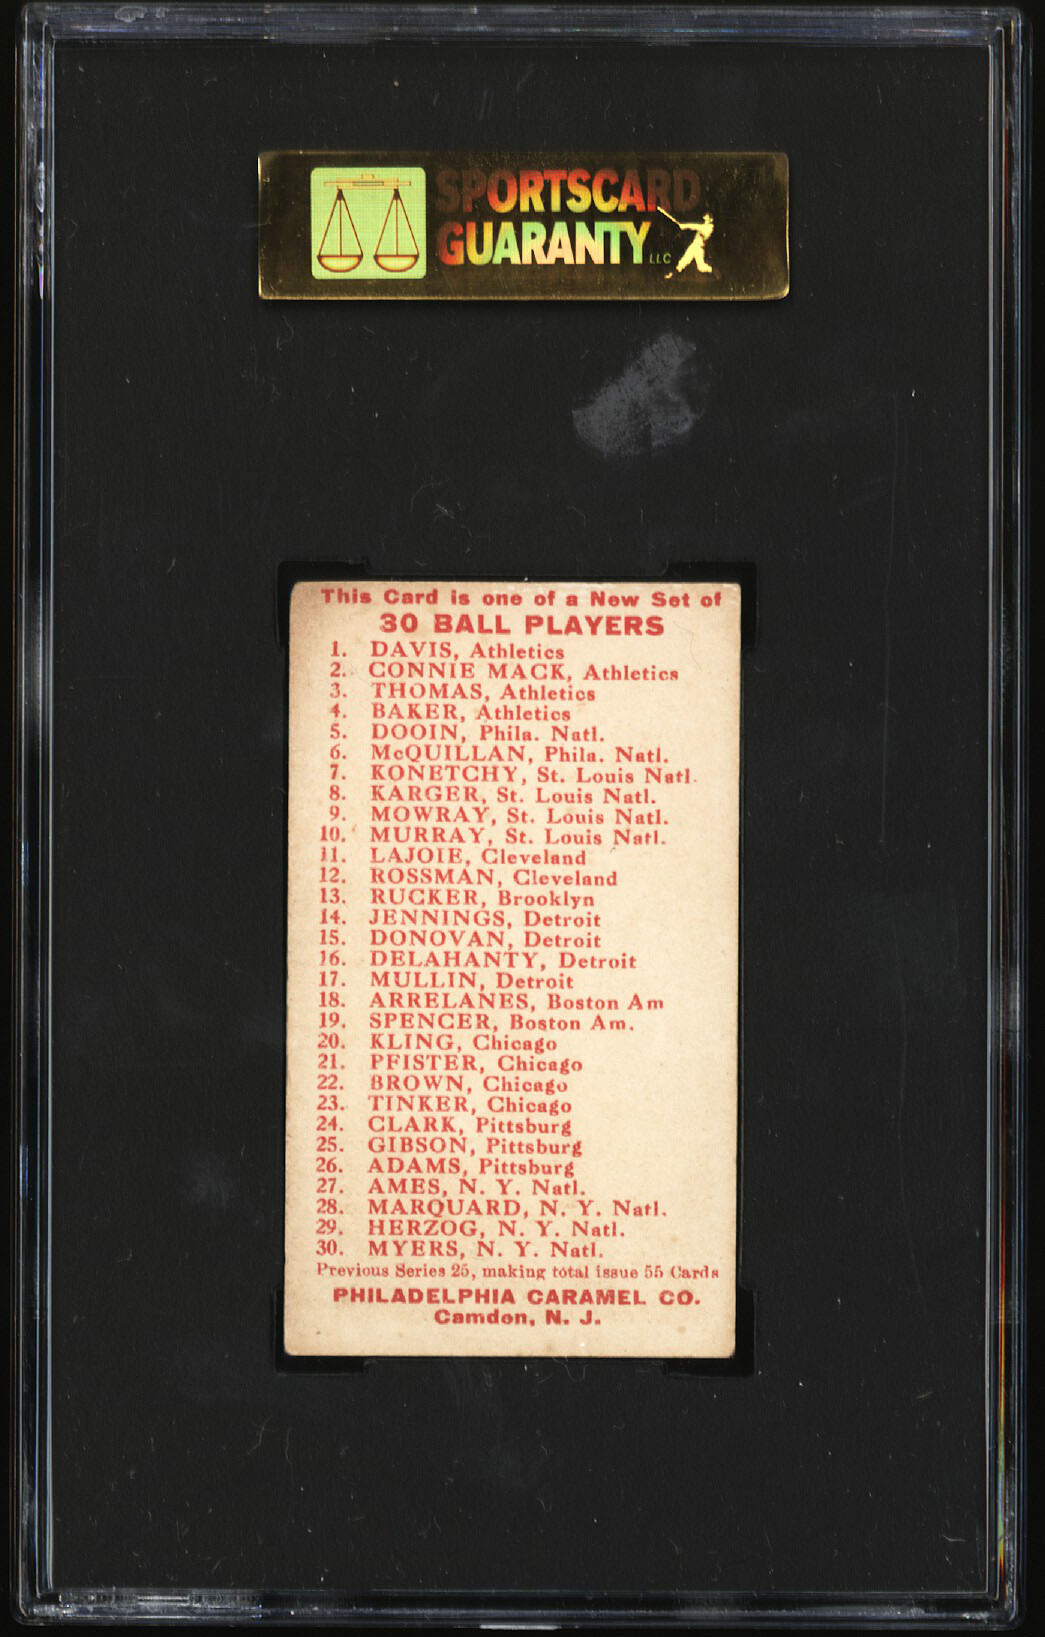 SPORTSCARD
GUARANTY LLC
This Card is one of a New Set of
30 BALL PLAYERS
1. DAVIS, Athletics
2. CONNIE MACK, Athletics
3. THOMAS, Athletics
4. BAKER, Athletics
5. DOOIN, Phila. Natl.
6. McQUILLAN, Phila. Natl.
7. KONETCHY, St. Louis Natl.
8. KARGER, St. Louis Natl.
9. MOWRAY, St. Louis Natl.
10. MURRAY, St. Louis Natl.
11. LAJOIE, Cleveland
12. ROSSMAN, Cleveland
13. RUCKER, Brooklyn
14. JENNINGS, Detroit
15. DONOVAN, Detroit
16. DELAHANTY, Detroit
17. MULLIN, Detroit
18. ARRELANES, Boston Am
19. SPENCER, Boston Am.
20. KLING, Chicago
21. PFISTER, Chicago
22. BROWN, Chicago
23. TINKER, Chicago
24. CLARK, Pittsburg
25. GIBSON, Pittsburg
26. ADAMS, Pittsburg
27. AMES, N. Y. Natl.
28. MARQUARD, N. Y. Natl.
29. HERZOG, N. Y. Natl.
30. MYERS, N. Y. Natl.
Previous Series 25, making total issue 55 Cards
PHILADELPHIA CARAMEL CO.
Camden, N. J.